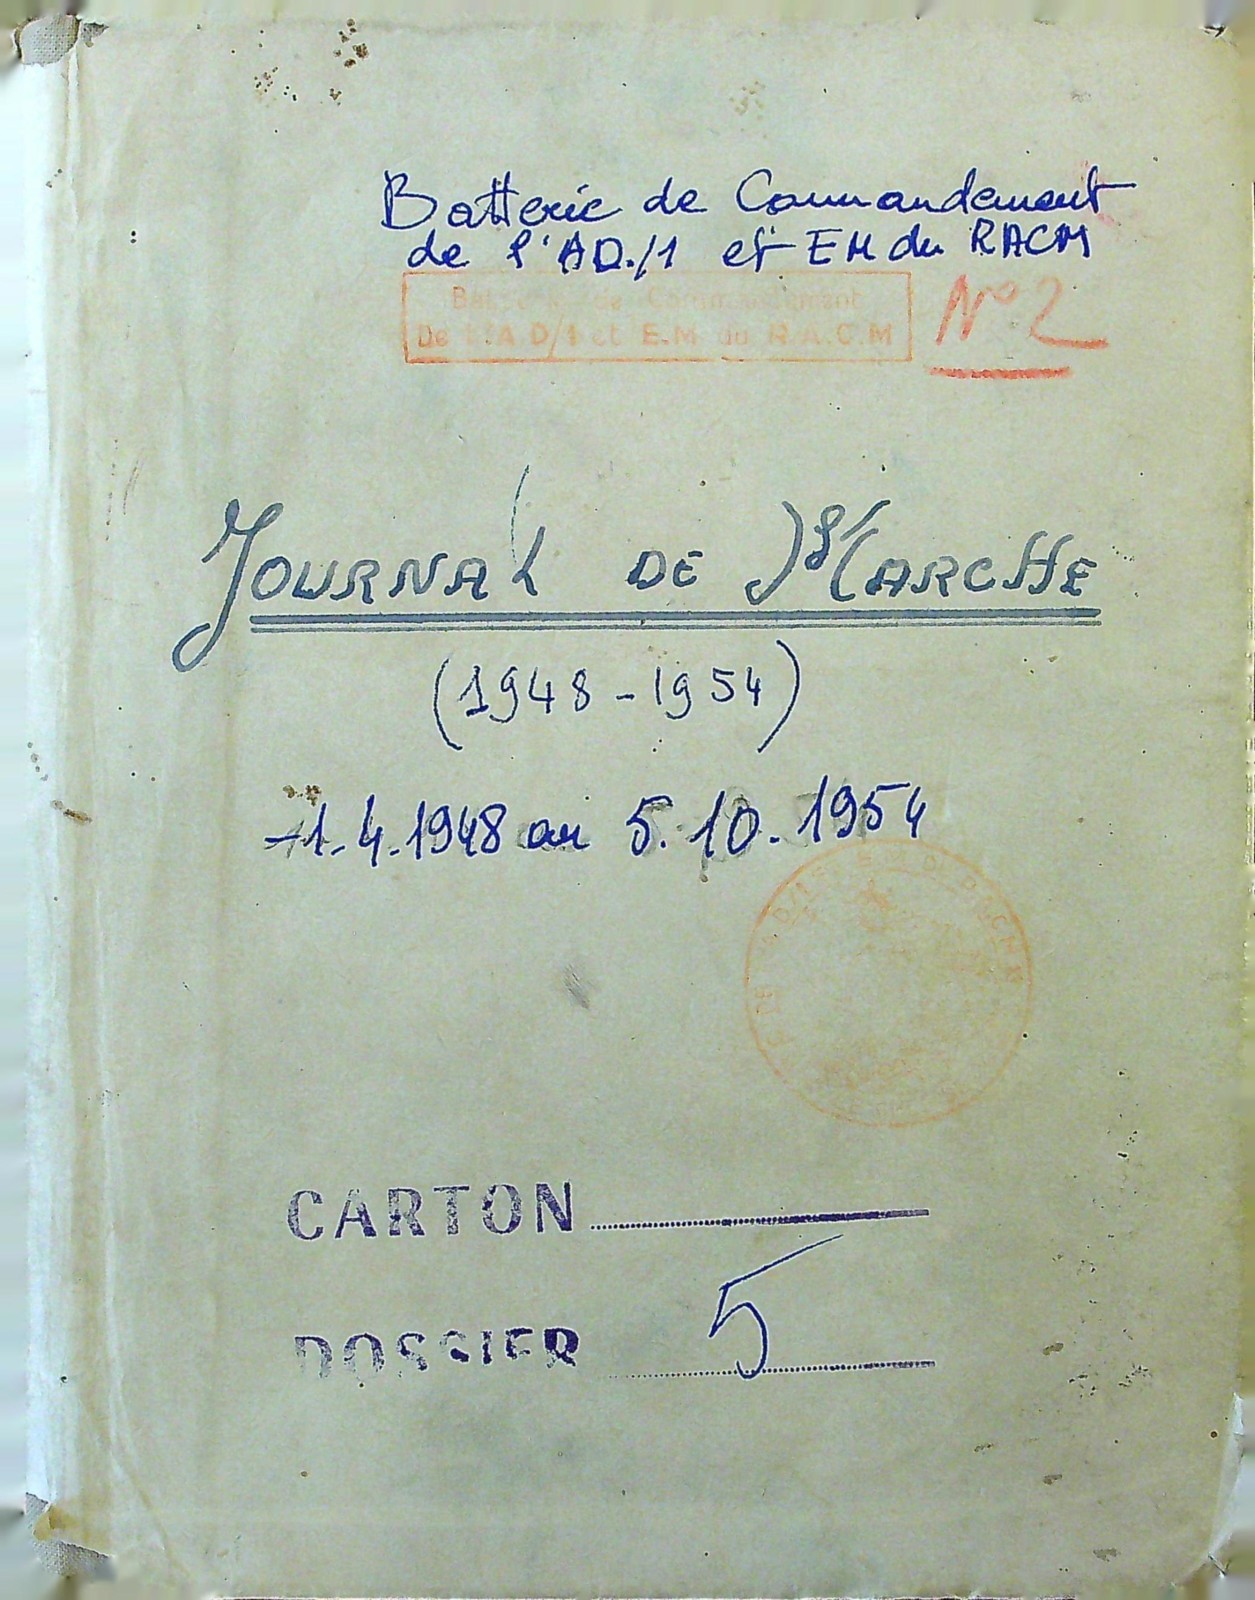 Batterie de Commandement
de l'AD./1 et EM du RACM
Batterie de Commandement
De L'A.D/1 et E.M du R.A.C.M
N°2
JOURNAL DE MARCHE
(1948-1954)
1.4.1948 au 5.10.1954
CARTON
DOSSIER 5